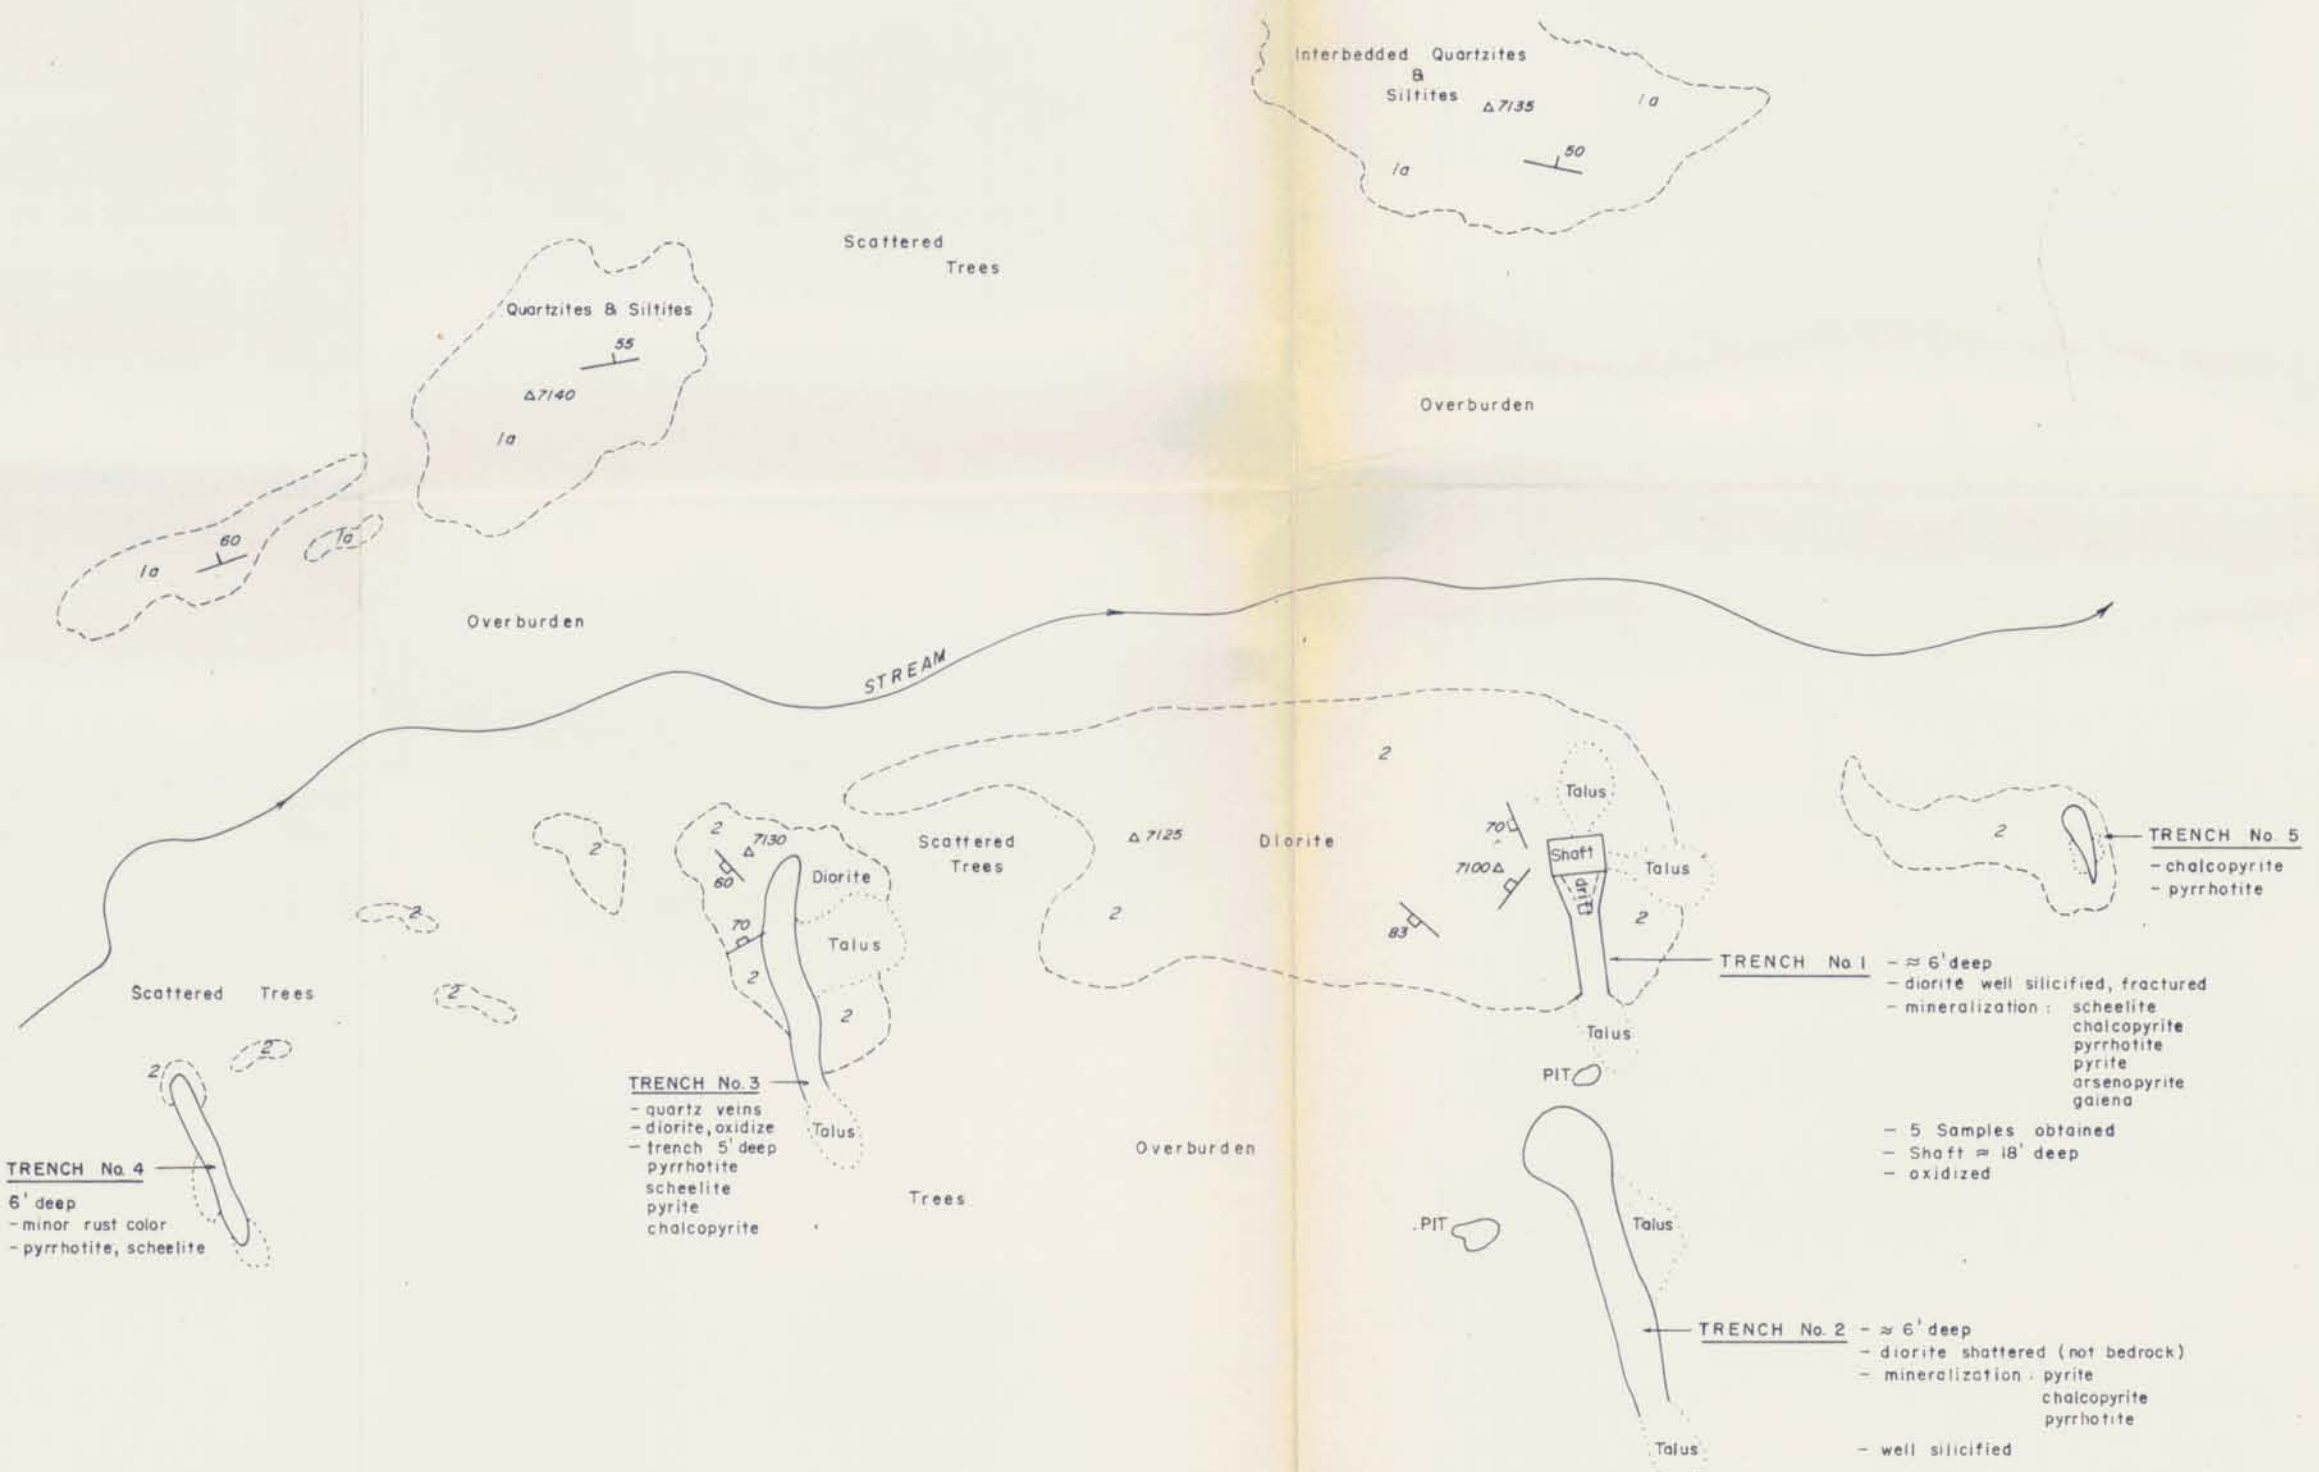 Interbedded Quartzites
&
Siltites
△7135
1a
1a
50
Scattered
Trees
Quartzites & Siltites
55
△7140
1a
Overburden
60
1a
1a
Overburden
STREAM
2
Talus
70
Shaft
drift
7100△
Talus
2
83
Diorite
△7125
2
Scattered
Trees
2
△7130
60
Diorite
70
Talus
2
2
2
2
2
Scattered Trees
2
2
2
TRENCH No. 5
- chalcopyrite
- pyrrhotite
TRENCH No. 1 - ≈ 6' deep
- diorite well silicified, fractured
- mineralization : scheelite
chalcopyrite
pyrrhotite
pyrite
arsenopyrite
galena
- 5 Samples obtained
- Shaft ≈ 18' deep
- oxidized
Talus
PIT
TRENCH No. 3
- quartz veins
- diorite, oxidize
- trench 5' deep
pyrrhotite
scheelite
pyrite
chalcopyrite
Talus
Overburden
Trees
TRENCH No. 4
6' deep
- minor rust color
- pyrrhotite, scheelite
PIT
Talus
TRENCH No. 2 - ≈ 6' deep
- diorite shattered (not bedrock)
- mineralization : pyrite
chalcopyrite
pyrrhotite
- well silicified
Talus